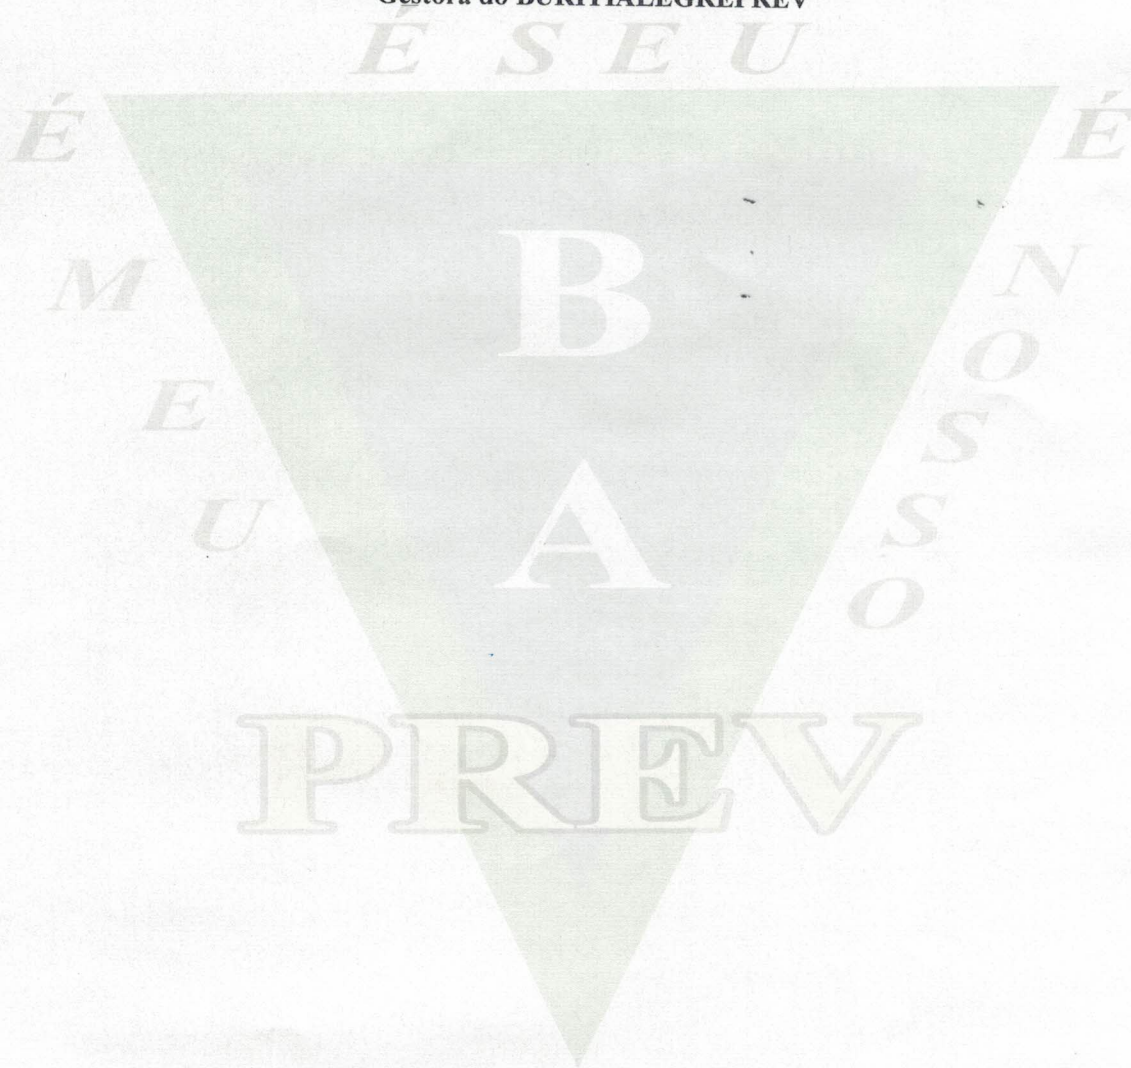 Gestora do BURITIALEGREPREV
É SEU
É MEU
É NOSSO
B
A
PREV